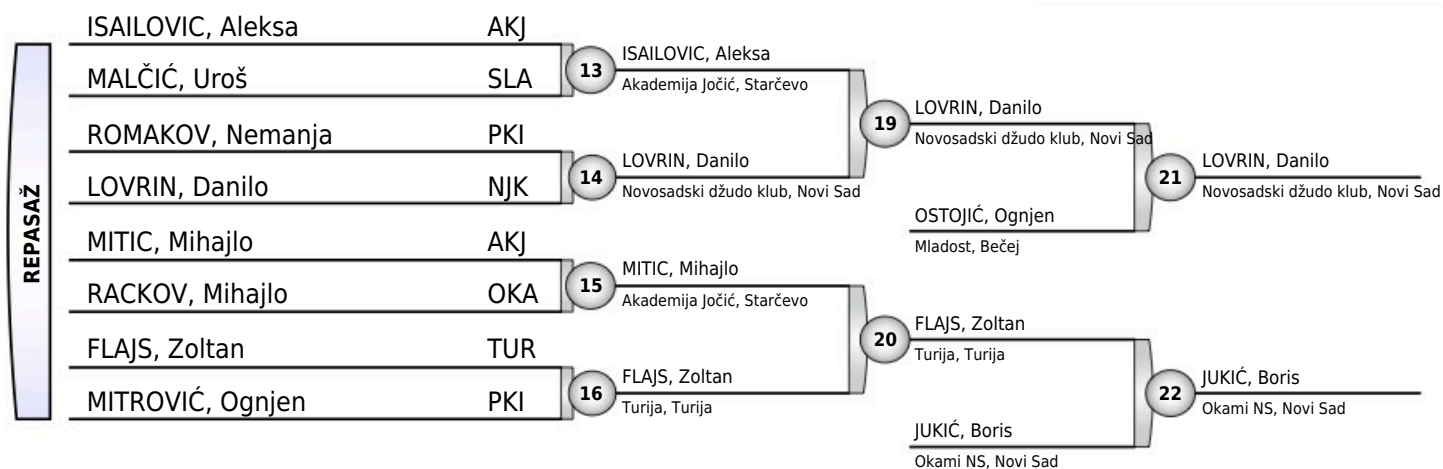 REPASAŽ
ISAILOVIC, Aleksa AKJ
MALČIĆ, Uroš SLA
ROMAKOV, Nemanja PKI
LOVRIN, Danilo NJK
MITIC, Mihajlo AKJ
RACKOV, Mihajlo OKA
FLAJS, Zoltan TUR
MITROVIĆ, Ognjen PKI
13
ISAILOVIC, Aleksa
Akademija Jočić, Starčevo
14
LOVRIN, Danilo
Novosadski džudo klub, Novi Sad
15
MITIC, Mihajlo
Akademija Jočić, Starčevo
16
FLAJS, Zoltan
Turija, Turija
19
LOVRIN, Danilo
Novosadski džudo klub, Novi Sad
OSTOJIĆ, Ognjen
Mladost, Bečej
20
FLAJS, Zoltan
Turija, Turija
JUKIĆ, Boris
Okami NS, Novi Sad
21
LOVRIN, Danilo
Novosadski džudo klub, Novi Sad
22
JUKIĆ, Boris
Okami NS, Novi Sad